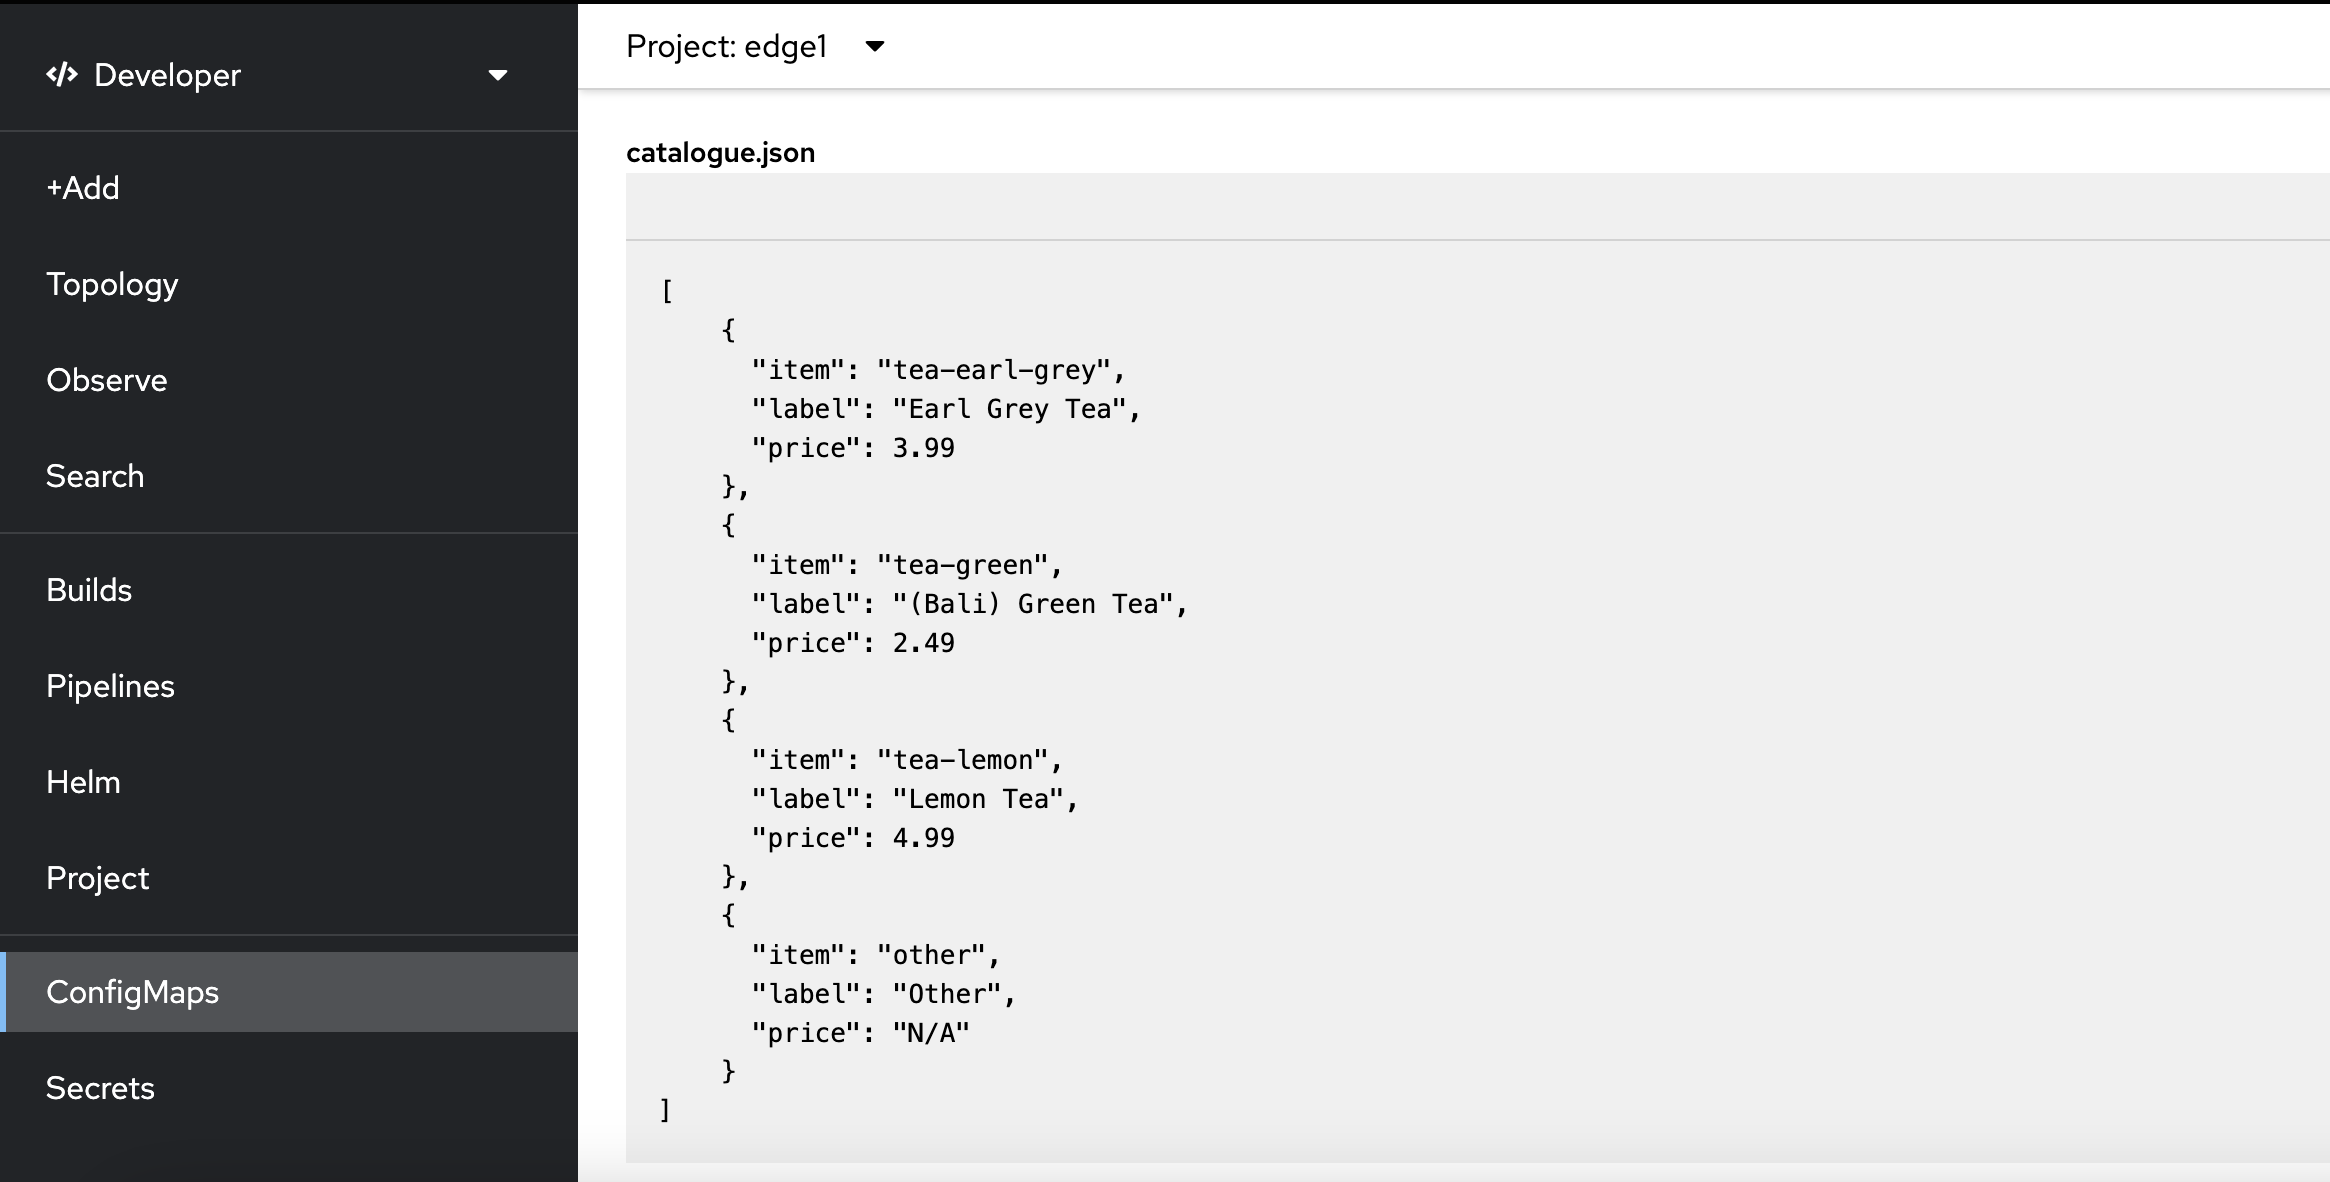 </> Developer
+Add
Topology
Observe
Search
Builds
Pipelines
Helm
Project
ConfigMaps
Secrets
Project: edge1
catalogue.json
[
    {
      "item": "tea-earl-grey",
      "label": "Earl Grey Tea",
      "price": 3.99
    },
    {
      "item": "tea-green",
      "label": "(Bali) Green Tea",
      "price": 2.49
    },
    {
      "item": "tea-lemon",
      "label": "Lemon Tea",
      "price": 4.99
    },
    {
      "item": "other",
      "label": "Other",
      "price": "N/A"
    }
]